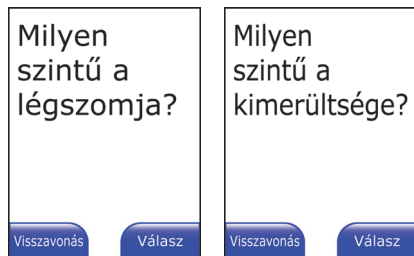 Milyen
szintű a
légszomja?
Visszavonás
Válasz
Milyen
szintű a
kimerültsége?
Visszavonás
Válasz